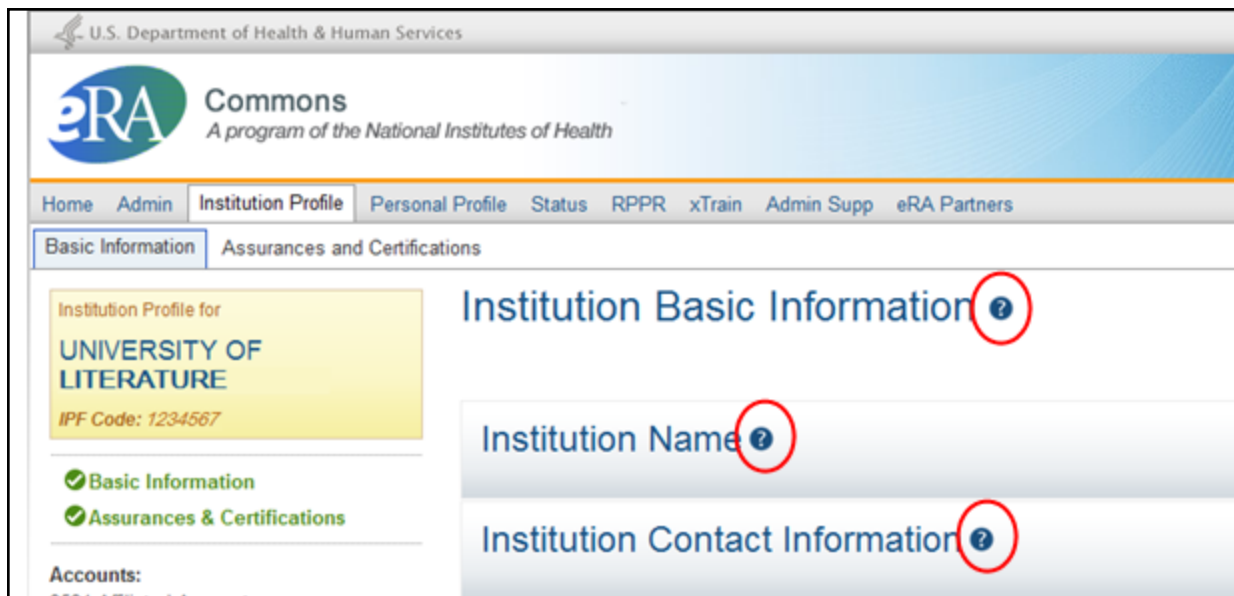 U.S. Department of Health & Human Services
eRA
Commons
A program of the National Institutes of Health
Home Admin Institution Profile Personal Profile Status RPPR xTrain Admin Supp eRA Partners
Basic Information Assurances and Certifications
Institution Profile for
UNIVERSITY OF
LITERATURE
IPF Code: 1234567
Basic Information
Assurances & Certifications
Accounts:
Institution Basic Information ?
Institution Name ?
Institution Contact Information ?